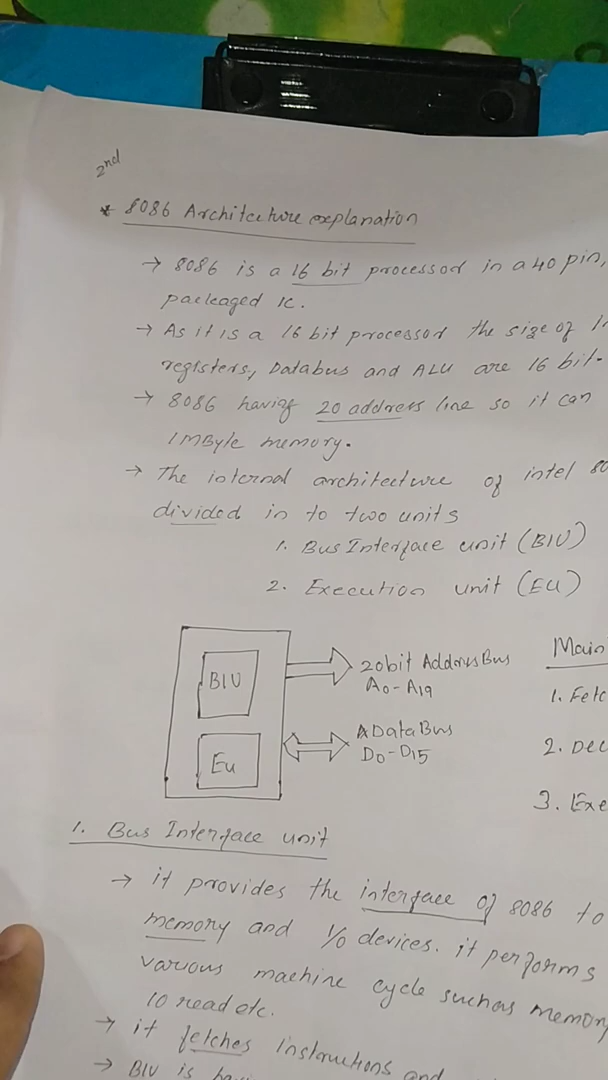 2nd
* 8086 Architecture explanation
→ 8086 is a 16 bit processor in a 40 pin,
packaged IC.
→ As it is a 16 bit processor the size of In
registers, Databus and ALU are 16 bit.
→ 8086 having 20 address line so it can
1MByte memory.
→ The internal architecture of intel 80
divided in to two units
1. Bus Interface unit (BIU)
2. Execution unit (EU)
BIU
20bit Address Bus
A0-A19
Main
1. Fetc
Eu
Data Bus
D0-D15
2. Dec
3. Exe
1. Bus Interface unit
→ it provides the interface of 8086 to
memory and I/o devices. it performs
various machine cycle such as memory
IO read etc.
→ it fetches instructions and
→ BIU is ha